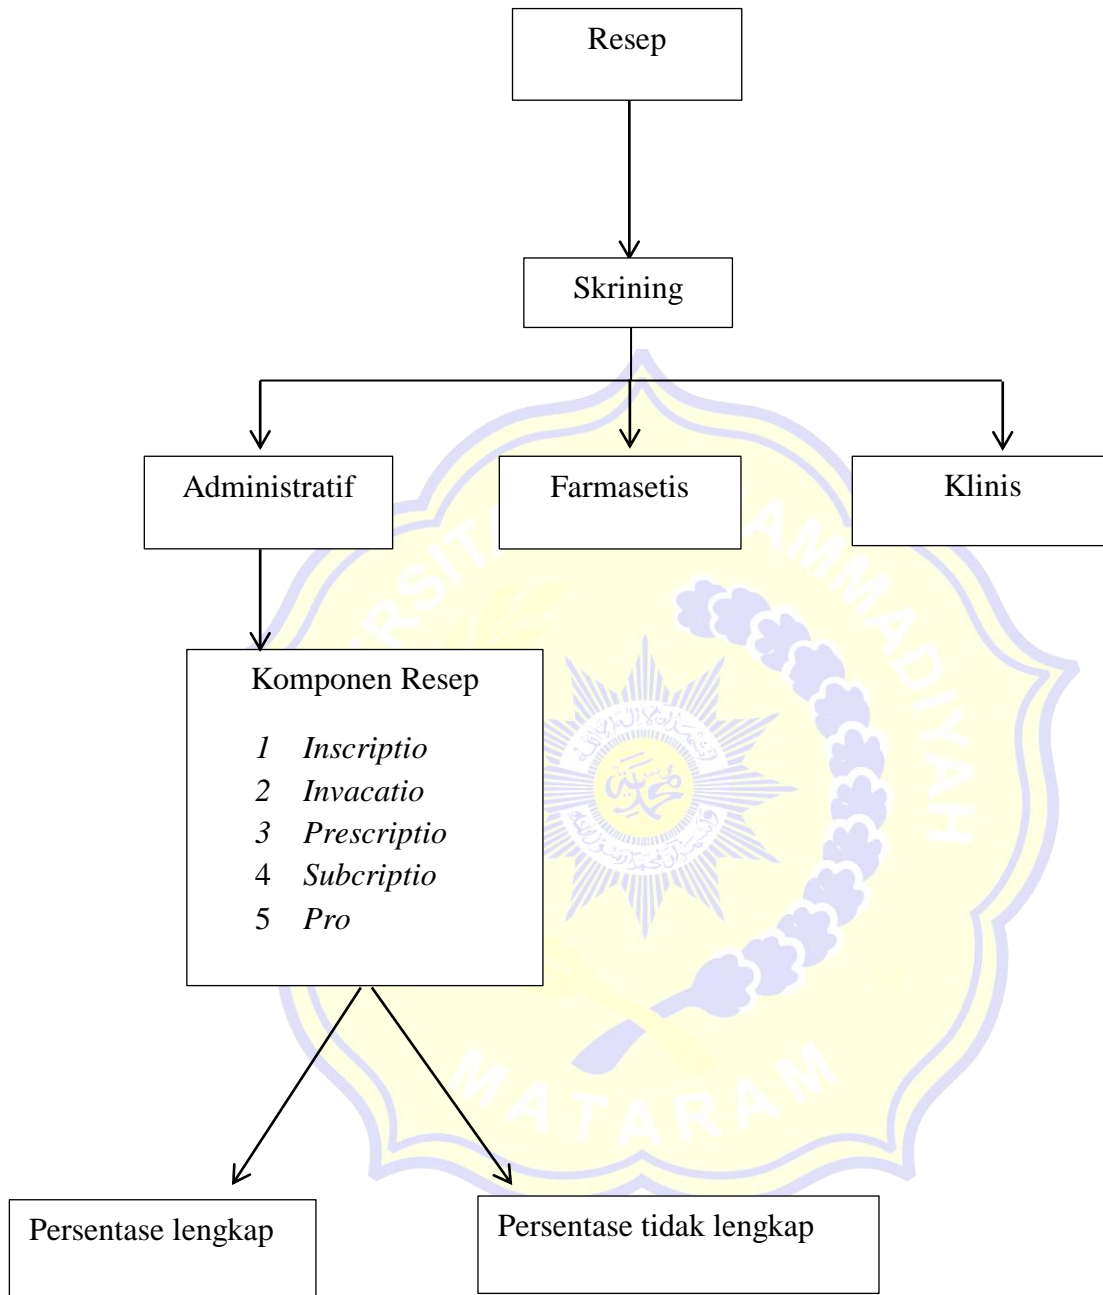 Resep
Skrining
Administratif
Farmasetis
Klinis
Komponen Resep
1 Inscriptio
2 Invacatio
3 Prescriptio
4 Subcriptio
5 Pro
Persentase lengkap
Persentase tidak lengkap
MATARAM